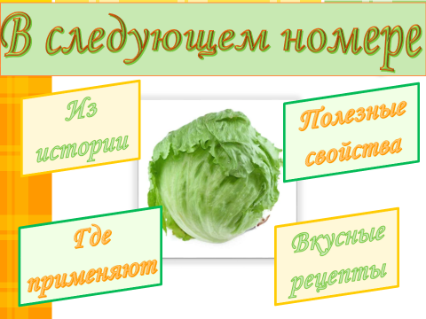 В следующем номере
Из
истории
Полезные
свойства
Где
применяют
Вкусные
рецепты